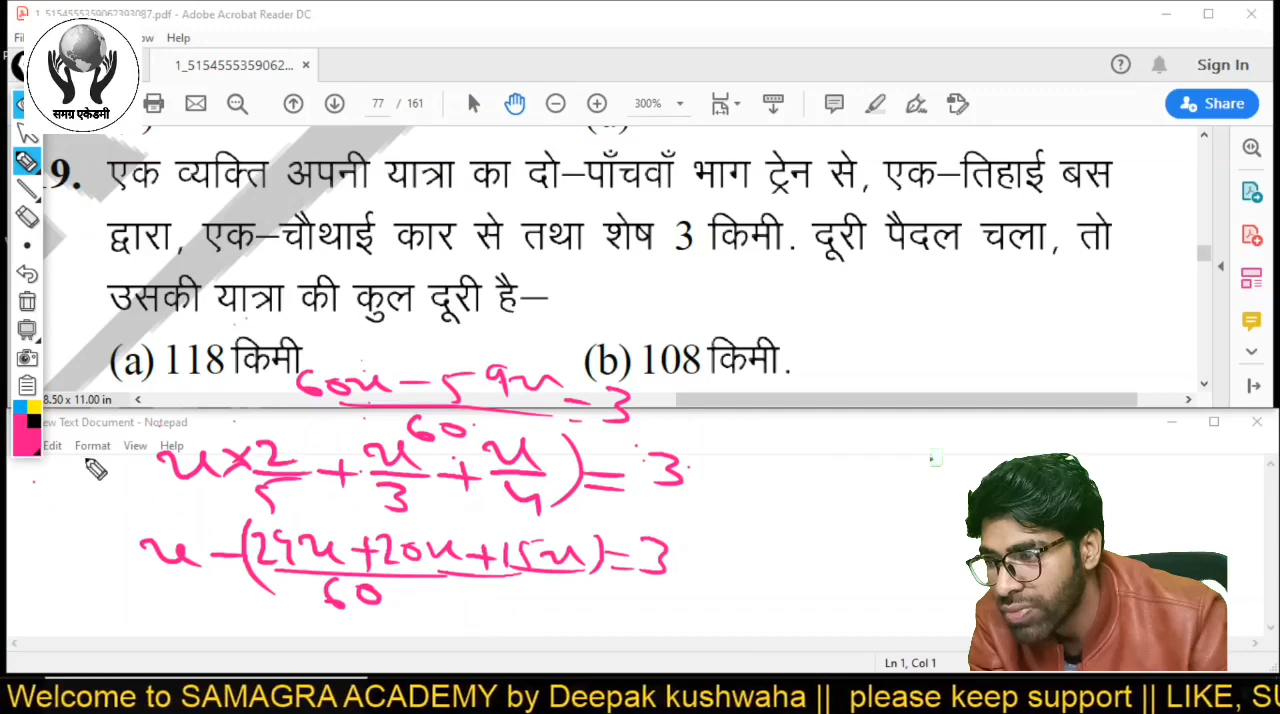 1_5154555359062393087.pdf - Adobe Acrobat Reader DC
Help
1_51545553590​62... ×
Sign In
77 / 161
300%
Share
समग्र एकेडमी
9. एक व्यक्ति अपनी यात्रा का दो–पाँचवाँ भाग ट्रेन से, एक–तिहाई बस
द्वारा, एक–चौथाई कार से तथा शेष 3 किमी. दूरी पैदल चला, तो
उसकी यात्रा की कुल दूरी है–
(a) 118 किमी (b) 108 किमी.
60x - 59x / 60 = 3
8.50 x 11.00 in
ew Text Document - Notepad
Edit Format View Help
x × 2/5 + x/3 + x/4) = 3
x - (24x + 20x + 15x) / 60 = 3
Ln 1, Col 1
Welcome to SAMAGRA ACADEMY by Deepak kushwaha || please keep support || LIKE, SU